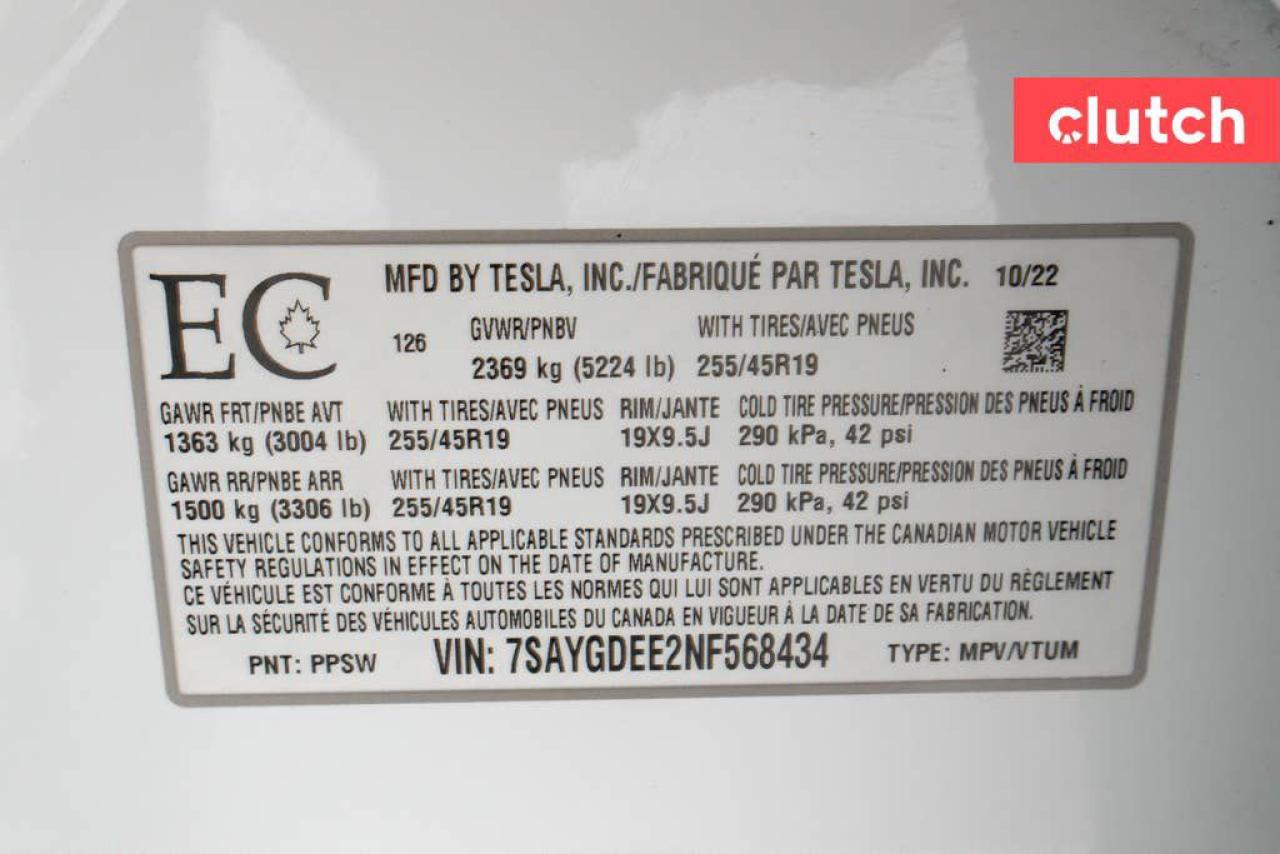 clutch
EC
MFD BY TESLA, INC./FABRIQUÉ PAR TESLA, INC. 10/22
126 GVWR/PNBV WITH TIRES/AVEC PNEUS
2369 kg (5224 lb) 255/45R19
GAWR FRT/PNBE AVT WITH TIRES/AVEC PNEUS RIM/JANTE COLD TIRE PRESSURE/PRESSION DES PNEUS À FROID
1363 kg (3004 lb) 255/45R19 19X9.5J 290 kPa, 42 psi
GAWR RR/PNBE ARR WITH TIRES/AVEC PNEUS RIM/JANTE COLD TIRE PRESSURE/PRESSION DES PNEUS À FROID
1500 kg (3306 lb) 255/45R19 19X9.5J 290 kPa, 42 psi
THIS VEHICLE CONFORMS TO ALL APPLICABLE STANDARDS PRESCRIBED UNDER THE CANADIAN MOTOR VEHICLE
SAFETY REGULATIONS IN EFFECT ON THE DATE OF MANUFACTURE.
CE VÉHICULE EST CONFORME À TOUTES LES NORMES QUI LUI SONT APPLICABLES EN VERTU DU RÈGLEMENT
SUR LA SÉCURITÉ DES VÉHICULES AUTOMOBILES DU CANADA EN VIGUEUR À LA DATE DE SA FABRICATION.
PNT: PPSW VIN: 7SAYGDEE2NF568434 TYPE: MPV/VTUM